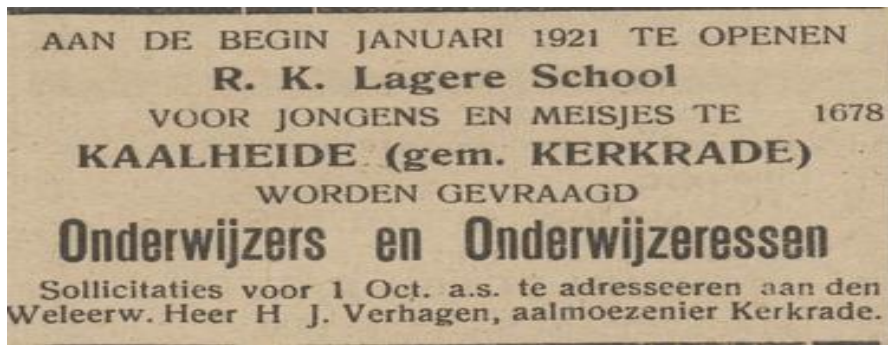 AAN DE BEGIN JANUARI 1921 TE OPENEN
R. K. Lagere School
VOOR JONGENS EN MEISJES TE 1678
KAALHEIDE (gem. KERKRADE)
WORDEN GEVRAAGD
Onderwijzers en Onderwijzeressen
Sollicitaties voor 1 Oct. a.s. te adresseeren aan den
Weleerw. Heer H J. Verhagen, aalmoezenier Kerkrade.